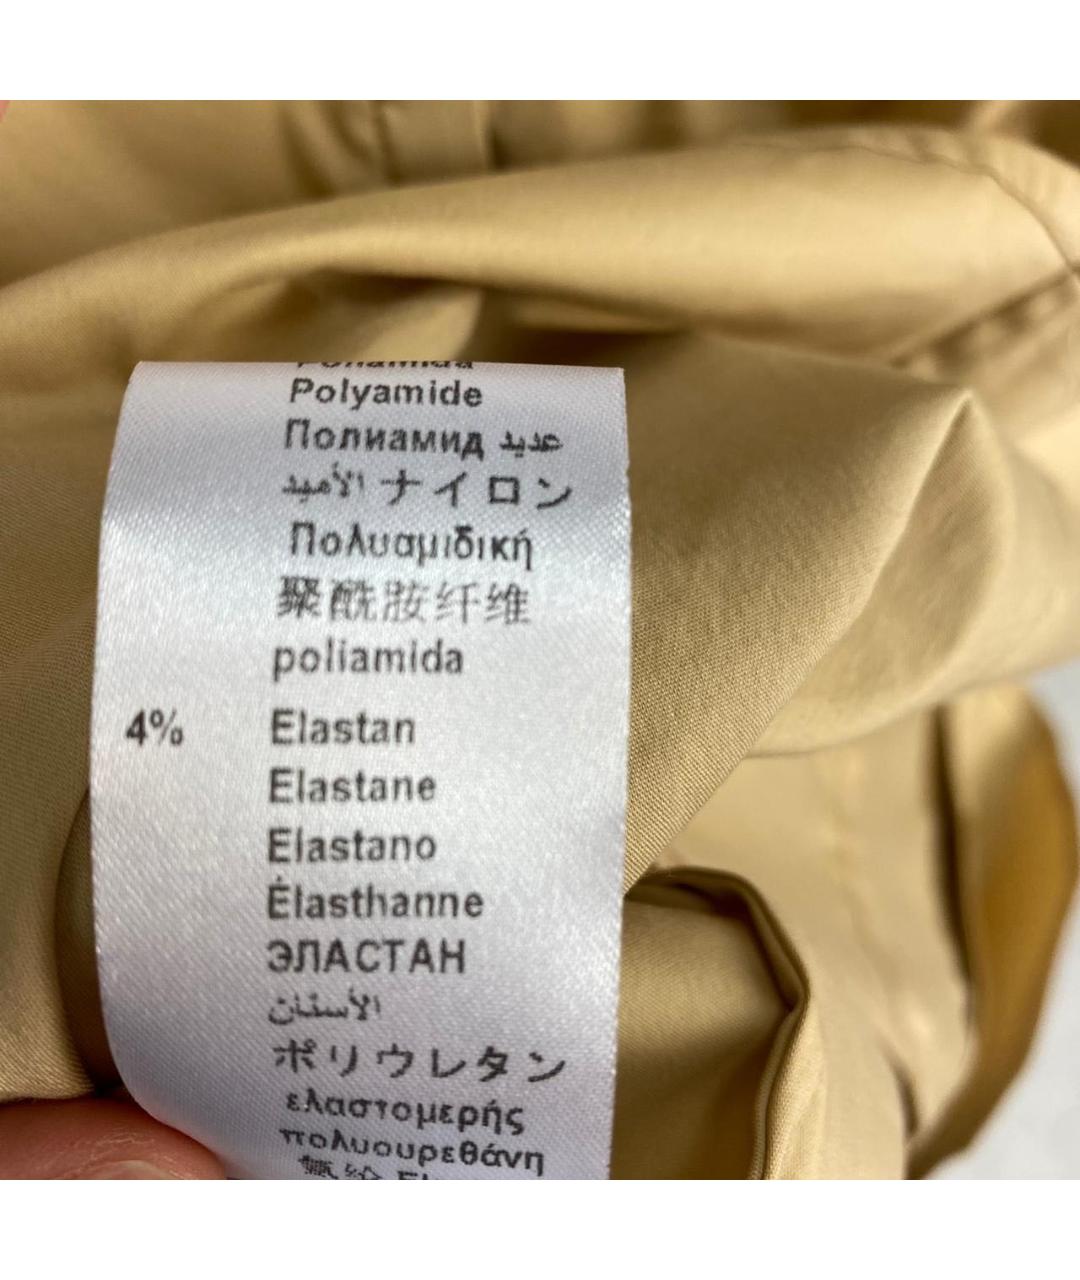 Polyamide
Полиамид عديد
الأميد ナイロン
Πολυαμιδική
聚酰胺纤维
poliamida
4% Elastan
Elastane
Elastano
Élasthanne
ЭЛАСТАН
الأستان
ポリウレタン
ελαστομερής
πολυουρεθάνη